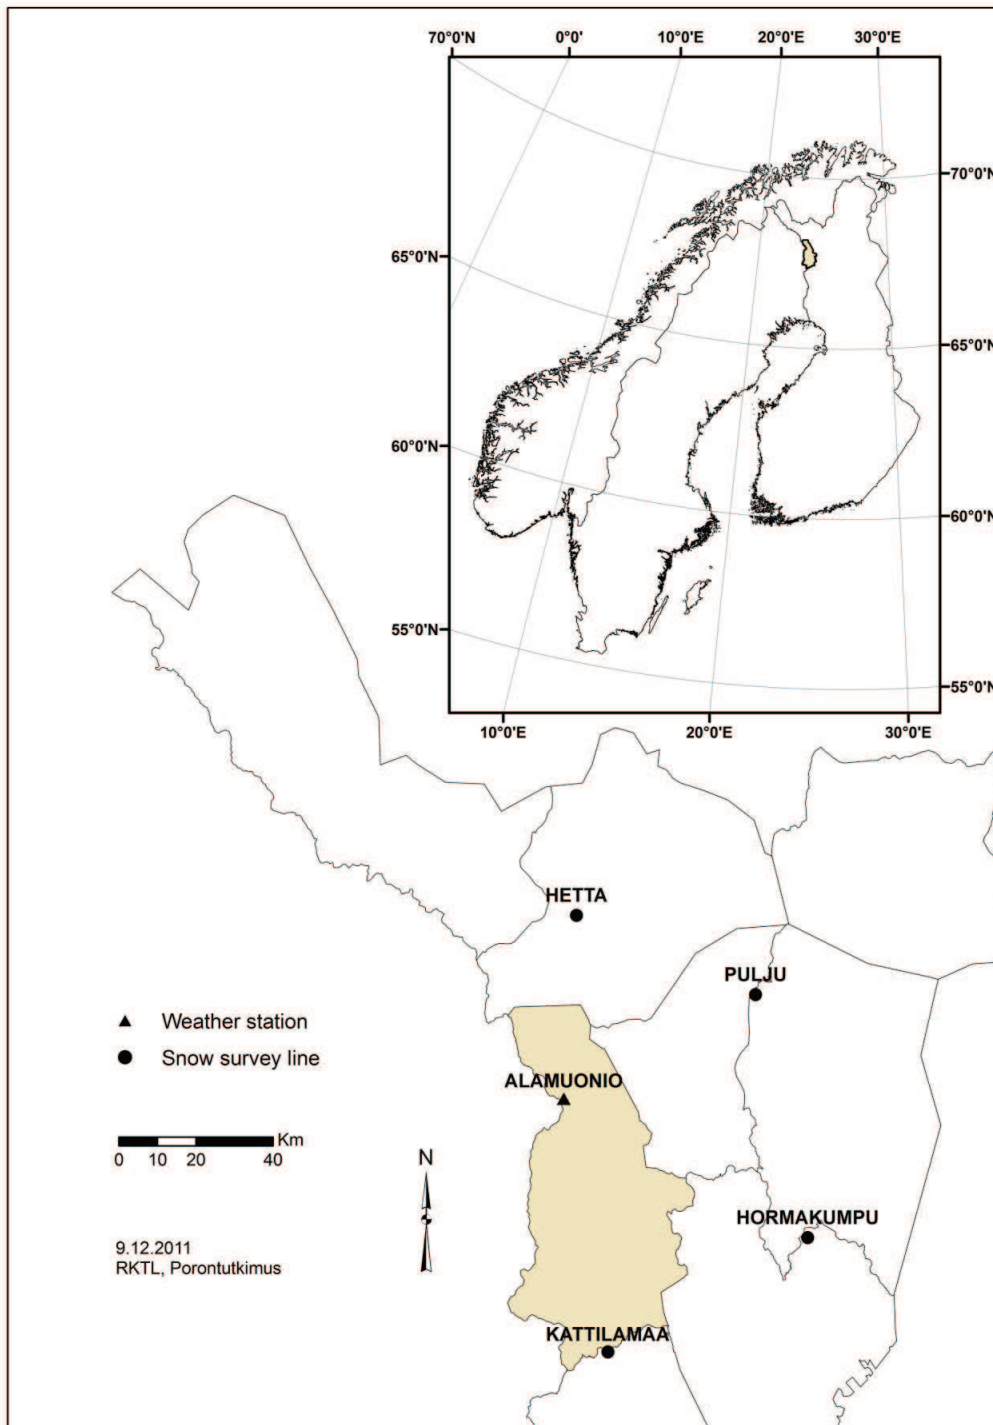 70°0'N 0°0' 10°0'E 20°0'E 30°0'E
70°0'N
65°0'N
65°0'N
60°0'N
60°0'N
55°0'N
55°0'N
10°0'E 20°0'E 30°0'E
HETTA
PULJU
Weather station
Snow survey line
ALAMUONIO
Km
0 10 20 40
N
HORMAKUMPU
9.12.2011
RKTL, Porontutkimus
KATTILAMAA